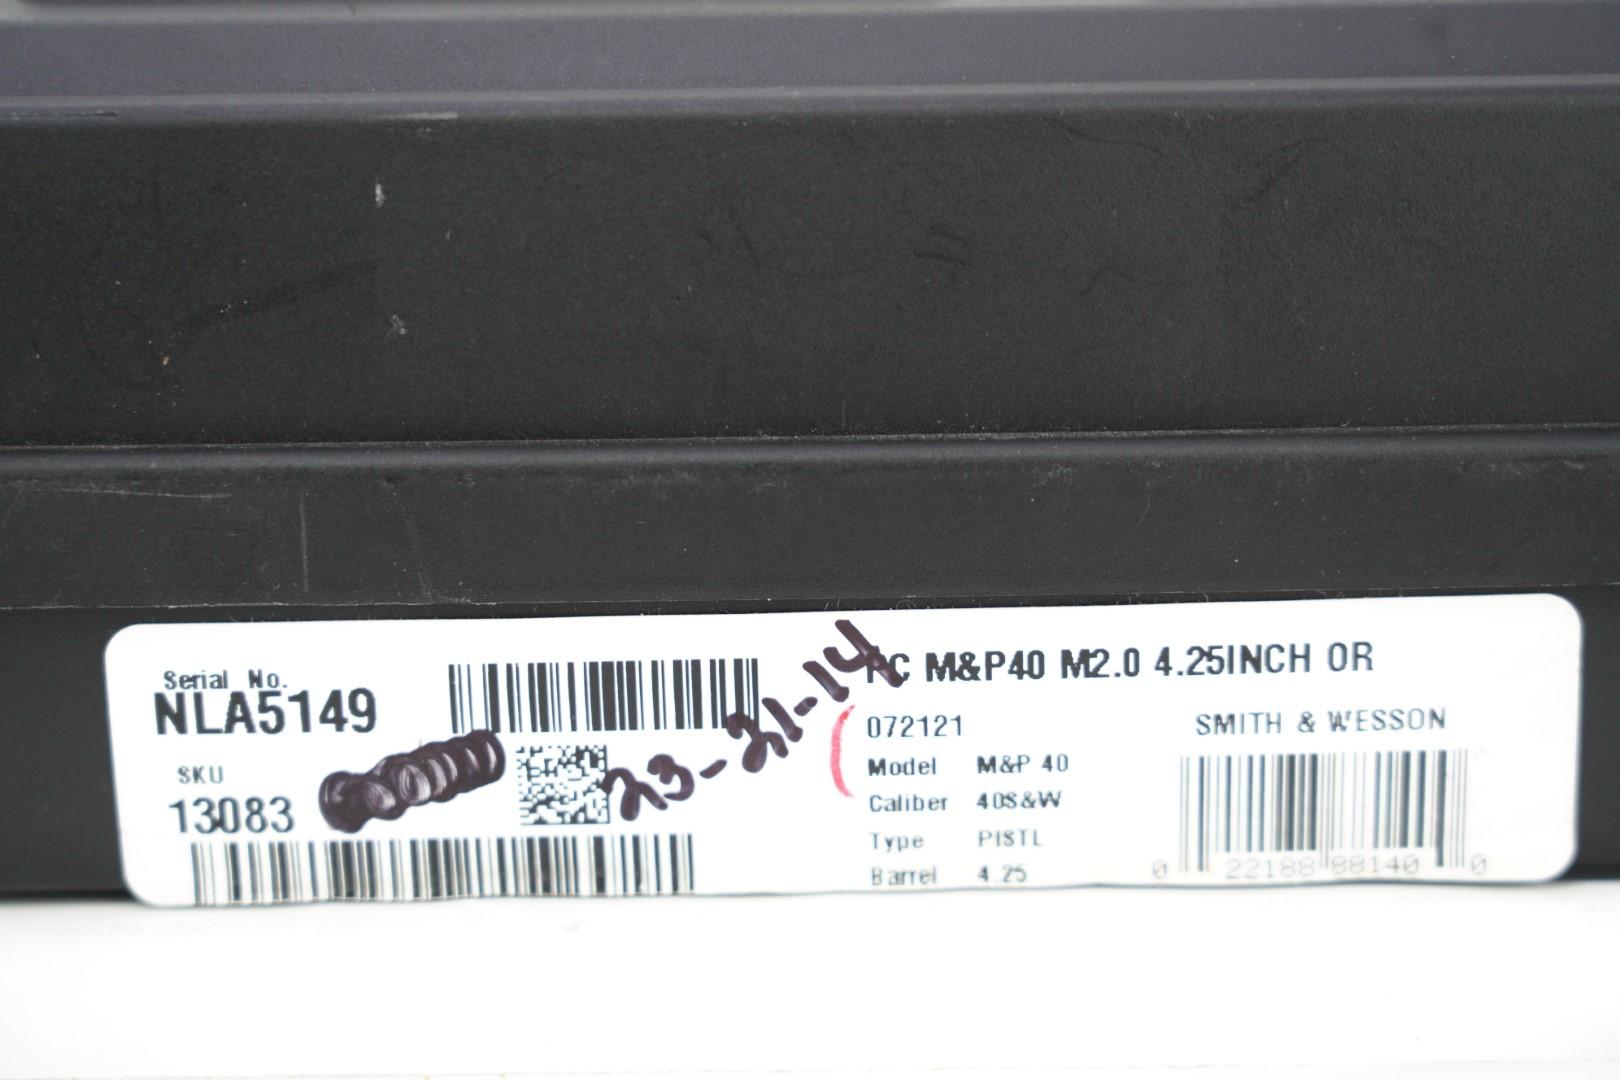 Serial No.
NLA5149
SKU
13083
23-21-14
PC M&P40 M2.0 4.25INCH OR
072121
SMITH & WESSON
Model M&P 40
Caliber 40S&W
Type PISTL
Barrel 4.25
0 22188 88140 0